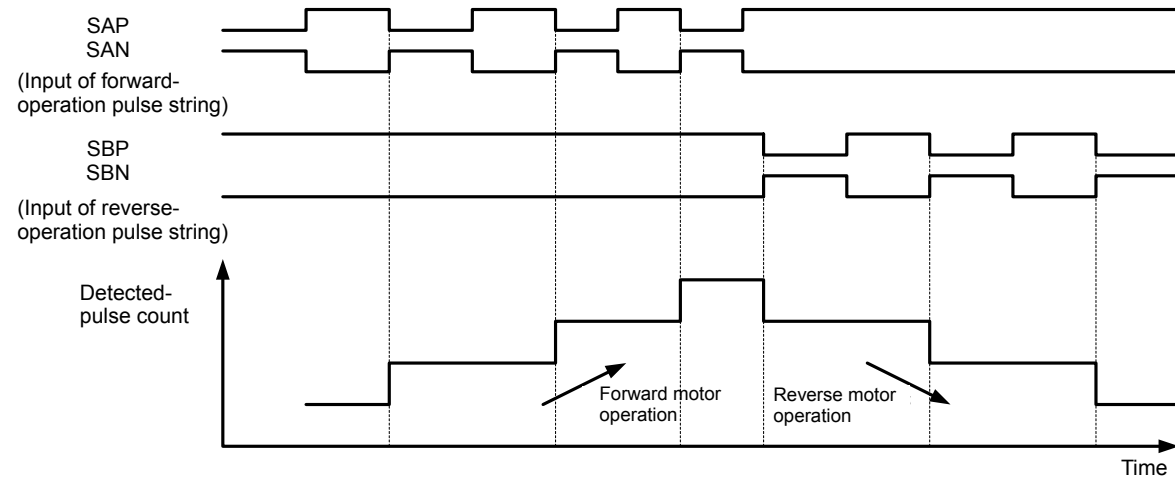 SAP
SAN
(Input of forward-
operation pulse string)
SBP
SBN
(Input of reverse-
operation pulse string)
Detected-
pulse count
Forward motor
operation
Reverse motor
operation
Time